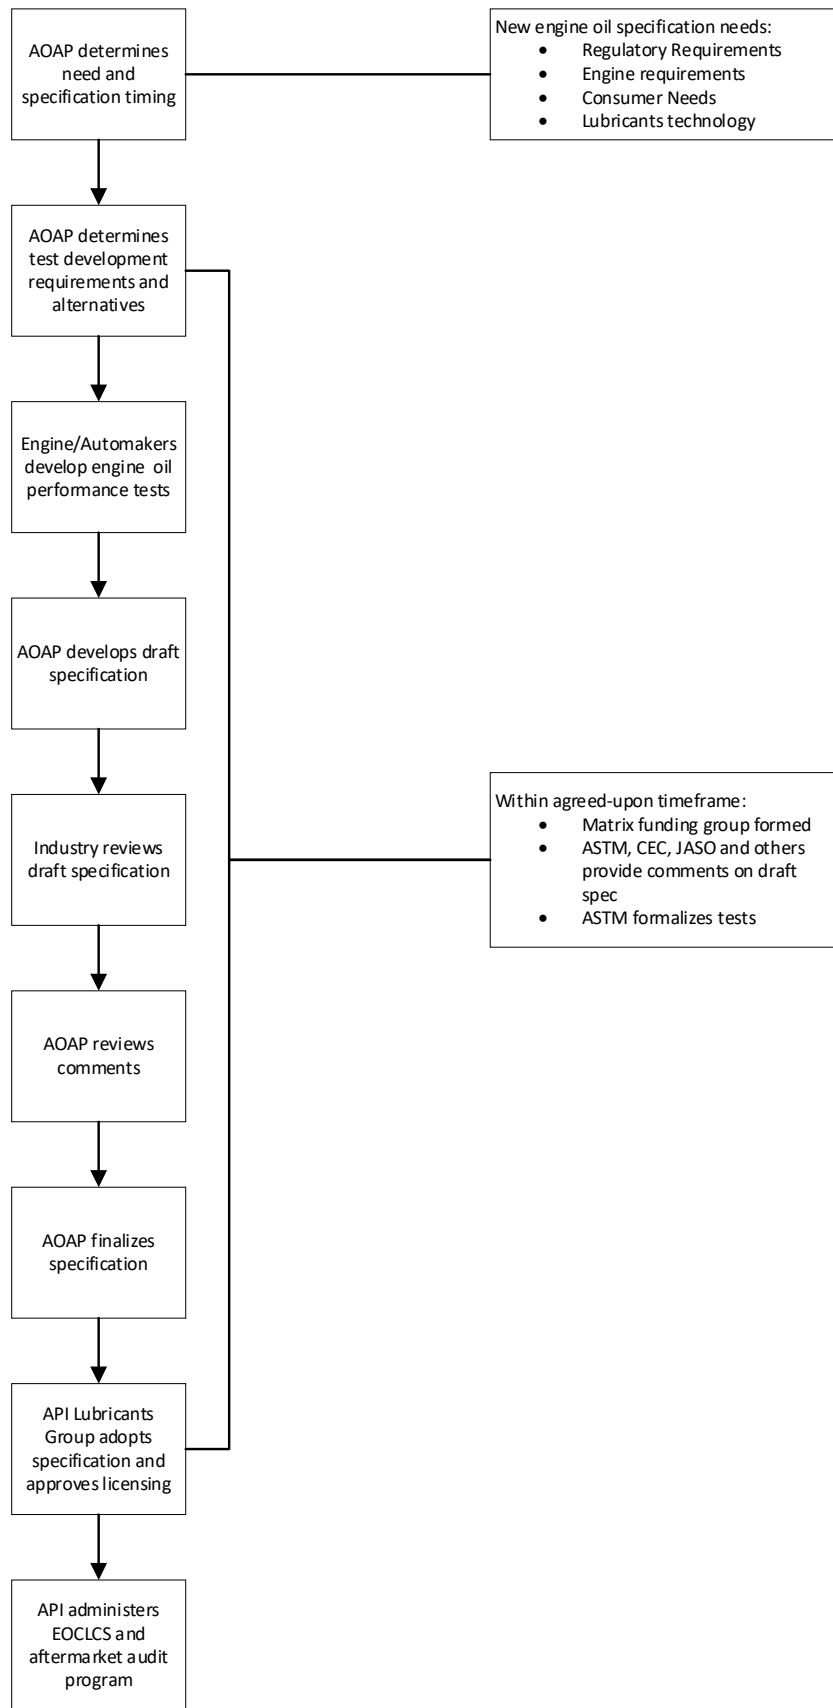 AOAP determines
need and
specification timing
New engine oil specification needs:
• Regulatory Requirements
• Engine requirements
• Consumer Needs
• Lubricants technology
AOAP determines
test development
requirements and
alternatives
Engine/Automakers
develop engine oil
performance tests
AOAP develops draft
specification
Industry reviews
draft specification
Within agreed-upon timeframe:
• Matrix funding group formed
• ASTM, CEC, JASO and others
provide comments on draft
spec
• ASTM formalizes tests
AOAP reviews
comments
AOAP finalizes
specification
API Lubricants
Group adopts
specification and
approves licensing
API administers
EOCLCS and
aftermarket audit
program